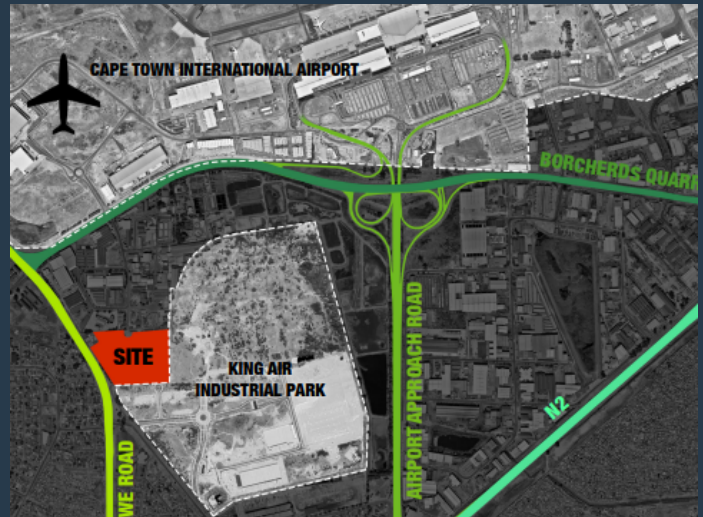 CAPE TOWN INTERNATIONAL AIRPORT
BORCHERDS QUARR
SITE
KING AIR
INDUSTRIAL PARK
AIRPORT APPROACH ROAD
N2
WE ROAD